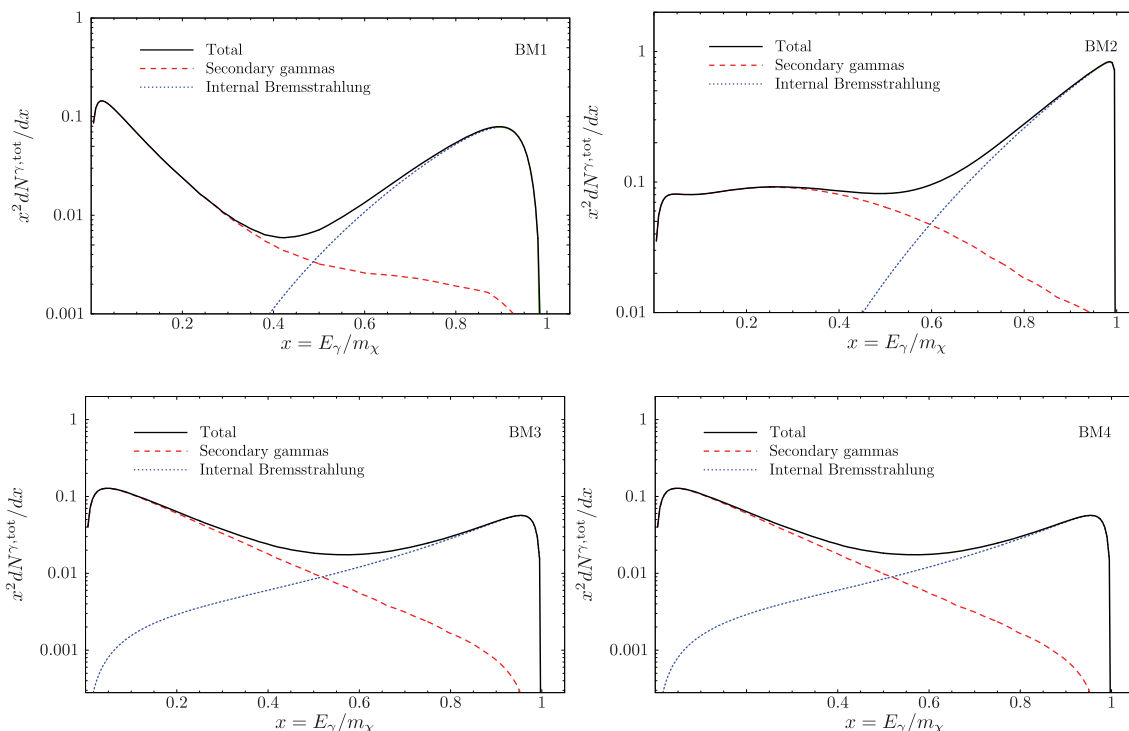 1
0.1
0.01
0.001
x²dN^γ,tot/dx
Total
Secondary gammas
Internal Bremsstrahlung
BM1
0.2 0.4 0.6 0.8 1
x = E_γ/m_χ
1
0.1
0.01
x²dN^γ,tot/dx
Total
Secondary gammas
Internal Bremsstrahlung
BM2
0.2 0.4 0.6 0.8 1
x = E_γ/m_χ
1
0.1
0.01
0.001
x²dN^γ,tot/dx
Total
Secondary gammas
Internal Bremsstrahlung
BM3
0.2 0.4 0.6 0.8 1
x = E_γ/m_χ
1
0.1
0.01
0.001
x²dN^γ,tot/dx
Total
Secondary gammas
Internal Bremsstrahlung
BM4
0.4 0.6 0.8 1
x = E_γ/m_χ